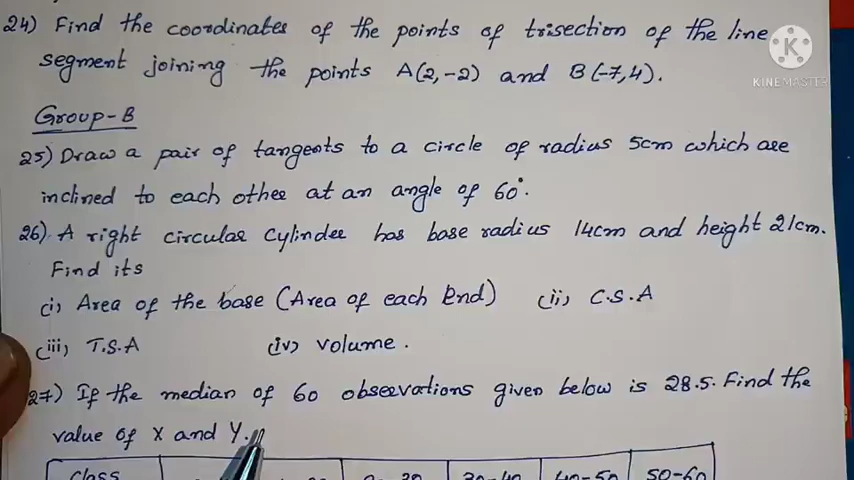 24) Find the coordinates of the points of trisection of the line
segment joining the points A(2,-2) and B(-7,4).
K
KINEMASTER
Group-B
25) Draw a pair of tangents to a circle of radius 5cm which are
inclined to each other at an angle of 60°.
26) A right circular cylinder has base radius 14cm and height 21cm.
Find its
(i) Area of the base (Area of each End) (ii) C.S.A
(iii) T.S.A (iv) volume.
27) If the median of 60 observations given below is 28.5. Find the
value of X and Y.
class 30-40 40-50 50-60